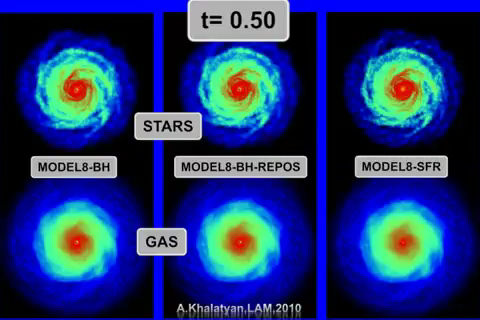 t= 0.50
STARS
MODEL8-BH
MODEL8-BH-REPOS
MODEL8-SFR
GAS
A.Khalatyan.LAM.2010